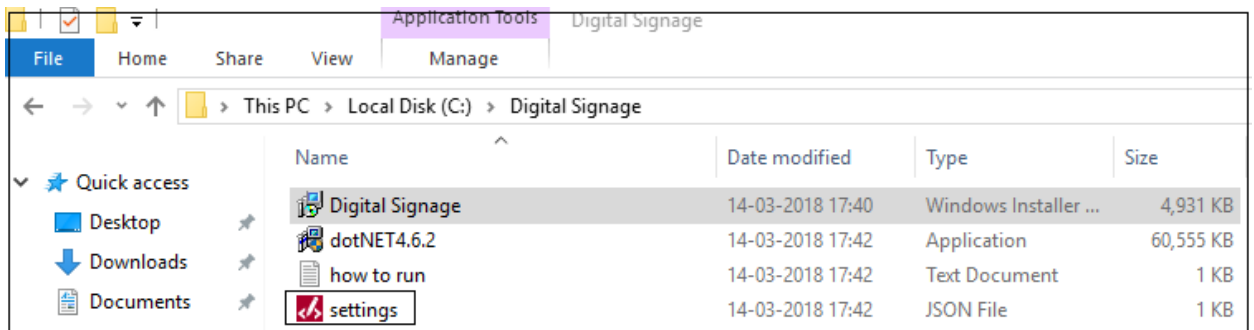 Application Tools Digital Signage
File Home Share View Manage
This PC > Local Disk (C:) > Digital Signage
Name Date modified Type Size
Quick access
Desktop
Downloads
Documents
Digital Signage 14-03-2018 17:40 Windows Installer ... 4,931 KB
dotNET4.6.2 14-03-2018 17:42 Application 60,555 KB
how to run 14-03-2018 17:42 Text Document 1 KB
settings 14-03-2018 17:42 JSON File 1 KB